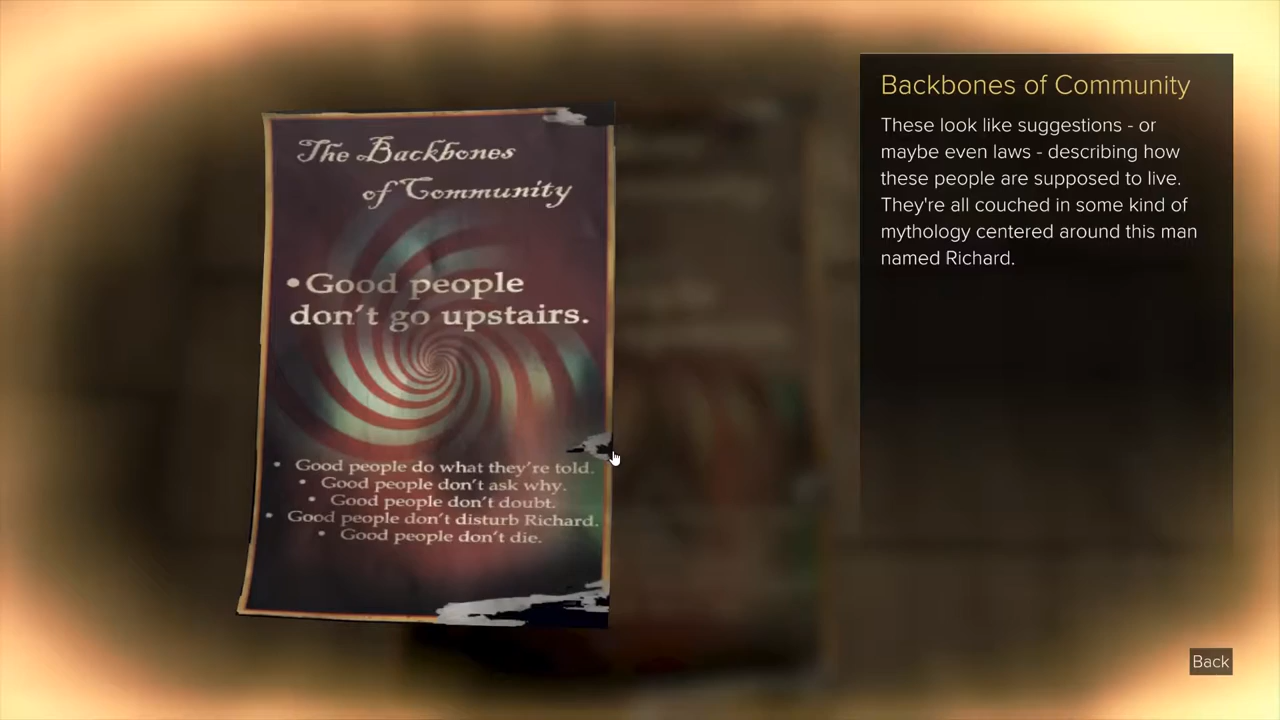 The Backbones
of Community
• Good people
don't go upstairs.
• Good people do what they're told.
• Good people don't ask why.
• Good people don't doubt.
• Good people don't disturb Richard.
• Good people don't die.
Backbones of Community
These look like suggestions - or
maybe even laws - describing how
these people are supposed to live.
They're all couched in some kind of
mythology centered around this man
named Richard.
Back